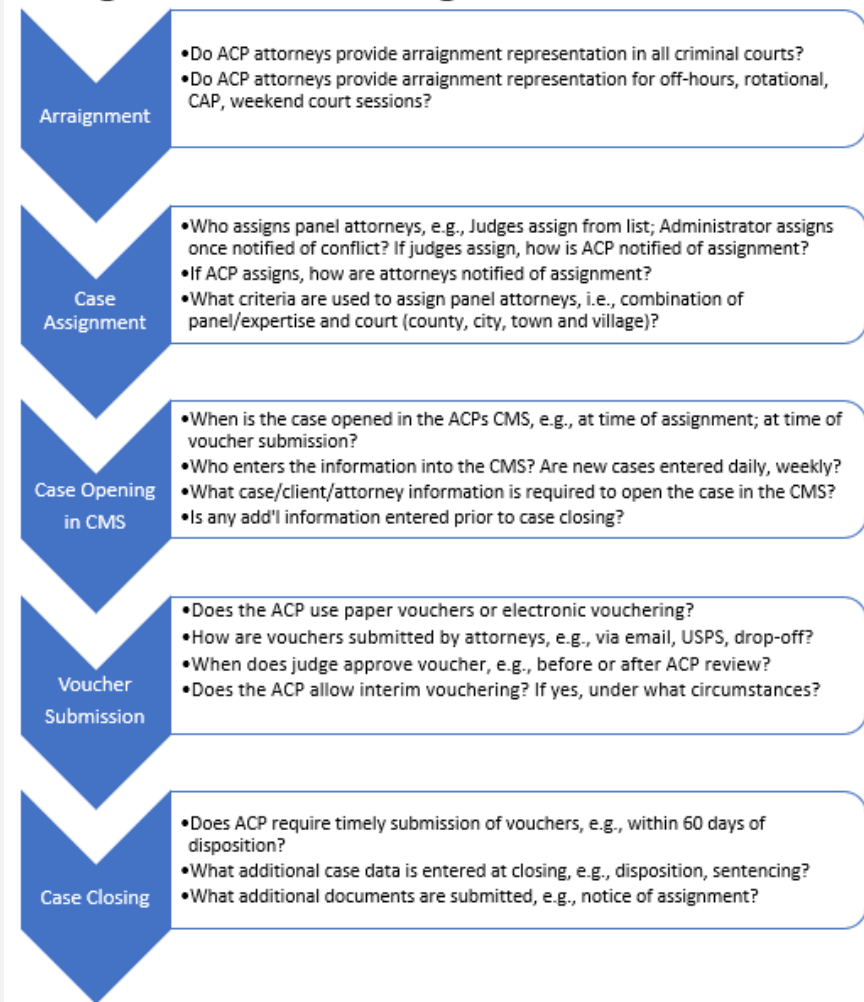 •Do ACP attorneys provide arraignment representation in all criminal courts?
•Do ACP attorneys provide arraignment representation for off-hours, rotational,
CAP, weekend court sessions?
Arraignment
•Who assigns panel attorneys, e.g., Judges assign from list; Administrator assigns
once notified of conflict? If judges assign, how is ACP notified of assignment?
•If ACP assigns, how are attorneys notified of assignment?
•What criteria are used to assign panel attorneys, i.e., combination of
panel/expertise and court (county, city, town and village)?
Case
Assignment
•When is the case opened in the ACPs CMS, e.g., at time of assignment; at time of
voucher submission?
•Who enters the information into the CMS? Are new cases entered daily, weekly?
•What case/client/attorney information is required to open the case in the CMS?
•Is any add'l information entered prior to case closing?
Case Opening
in CMS
•Does the ACP use paper vouchers or electronic vouchering?
•How are vouchers submitted by attorneys, e.g., via email, USPS, drop-off?
•When does judge approve voucher, e.g., before or after ACP review?
•Does the ACP allow interim vouchering? If yes, under what circumstances?
Voucher
Submission
•Does ACP require timely submission of vouchers, e.g., within 60 days of
disposition?
•What additional case data is entered at closing, e.g., disposition, sentencing?
•What additional documents are submitted, e.g., notice of assignment?
Case Closing